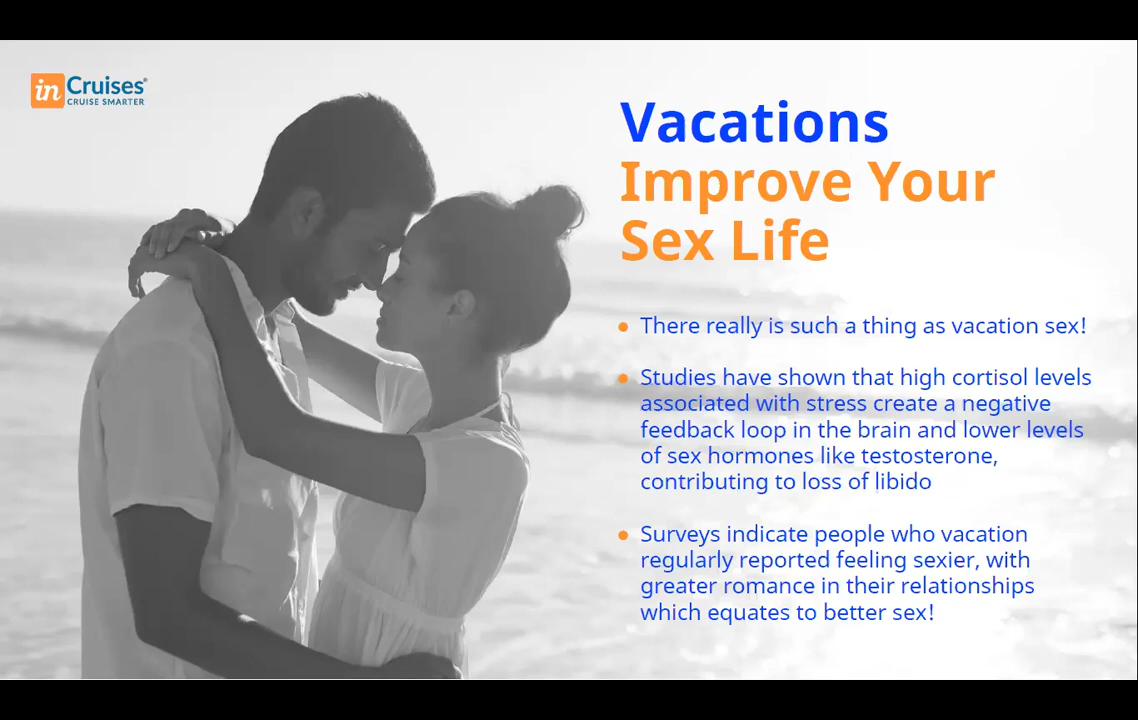 in Cruises®
CRUISE SMARTER
Vacations
Improve Your
Sex Life
• There really is such a thing as vacation sex!
• Studies have shown that high cortisol levels
associated with stress create a negative
feedback loop in the brain and lower levels
of sex hormones like testosterone,
contributing to loss of libido
• Surveys indicate people who vacation
regularly reported feeling sexier, with
greater romance in their relationships
which equates to better sex!